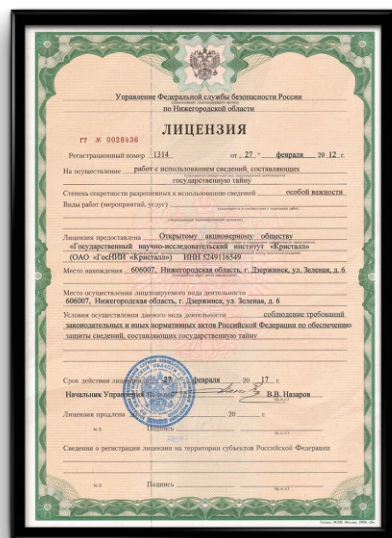 Управление Федеральной службы безопасности России
по Нижегородской области
ЛИЦЕНЗИЯ
ГТ № 0028436
Регистрационный номер 1314 от „ 27 “ февраля 20 12 г.
На осуществление работ с использованием сведений, составляющих
государственную тайну
Степень секретности разрешенных к использованию сведений особой важности
Виды работ (мероприятий, услуг)
Лицензия предоставлена Открытому акционерному обществу
«Государственный научно-исследовательский институт «Кристалл»
(ОАО «ГосНИИ «Кристалл») ИНН 5249116549
Место нахождения 606007, Нижегородская область, г. Дзержинск, ул. Зеленая, д. 6
Место осуществления лицензируемого вида деятельности
606007, Нижегородская область, г. Дзержинск, ул. Зеленая, д. 6
Условия осуществления данного вида деятельности соблюдение требований
законодательных и иных нормативных актов Российской Федерации по обеспечению
защиты сведений, составляющих государственную тайну
Срок действия лицензии до „ 27 “ февраля 20 17 г.
Начальник Управления В.В. Назаров
Лицензия продлена 20 г.
М.П. Подпись
Сведения о регистрации лицензии на территории субъектов Российской Федерации
М.П. Подпись